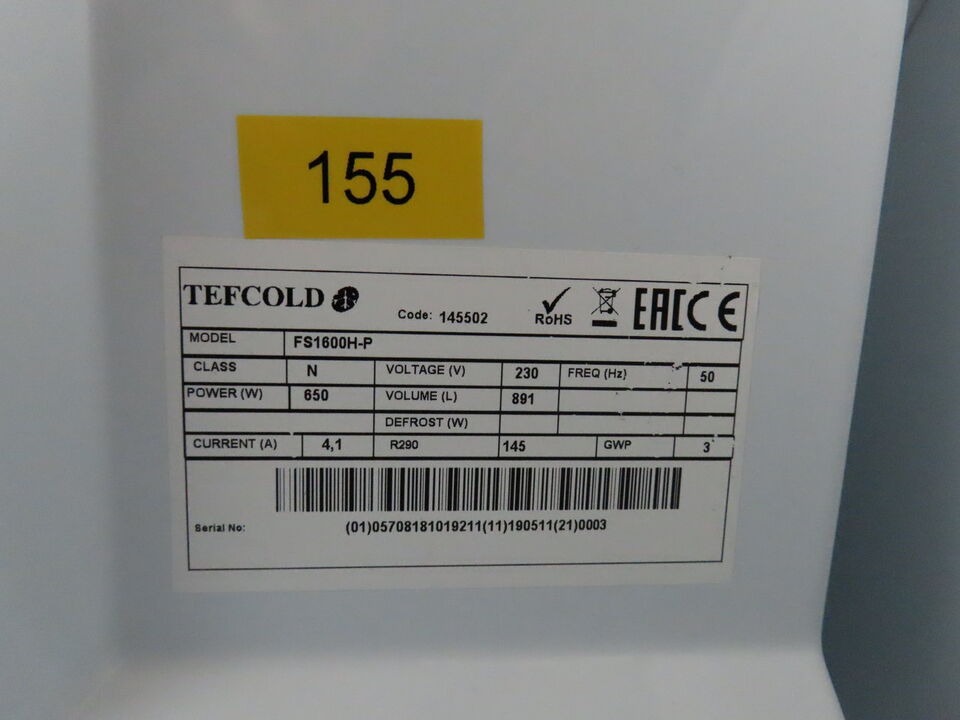 155
TEFCOLD
Code: 145502
RoHS
EAC CE
MODEL FS1600H-P
CLASS N VOLTAGE (V) 230 FREQ (Hz) 50
POWER (W) 650 VOLUME (L) 891
DEFROST (W)
CURRENT (A) 4,1 R290 145 GWP 3
Serial No: (01)05708181019211(11)190511(21)0003